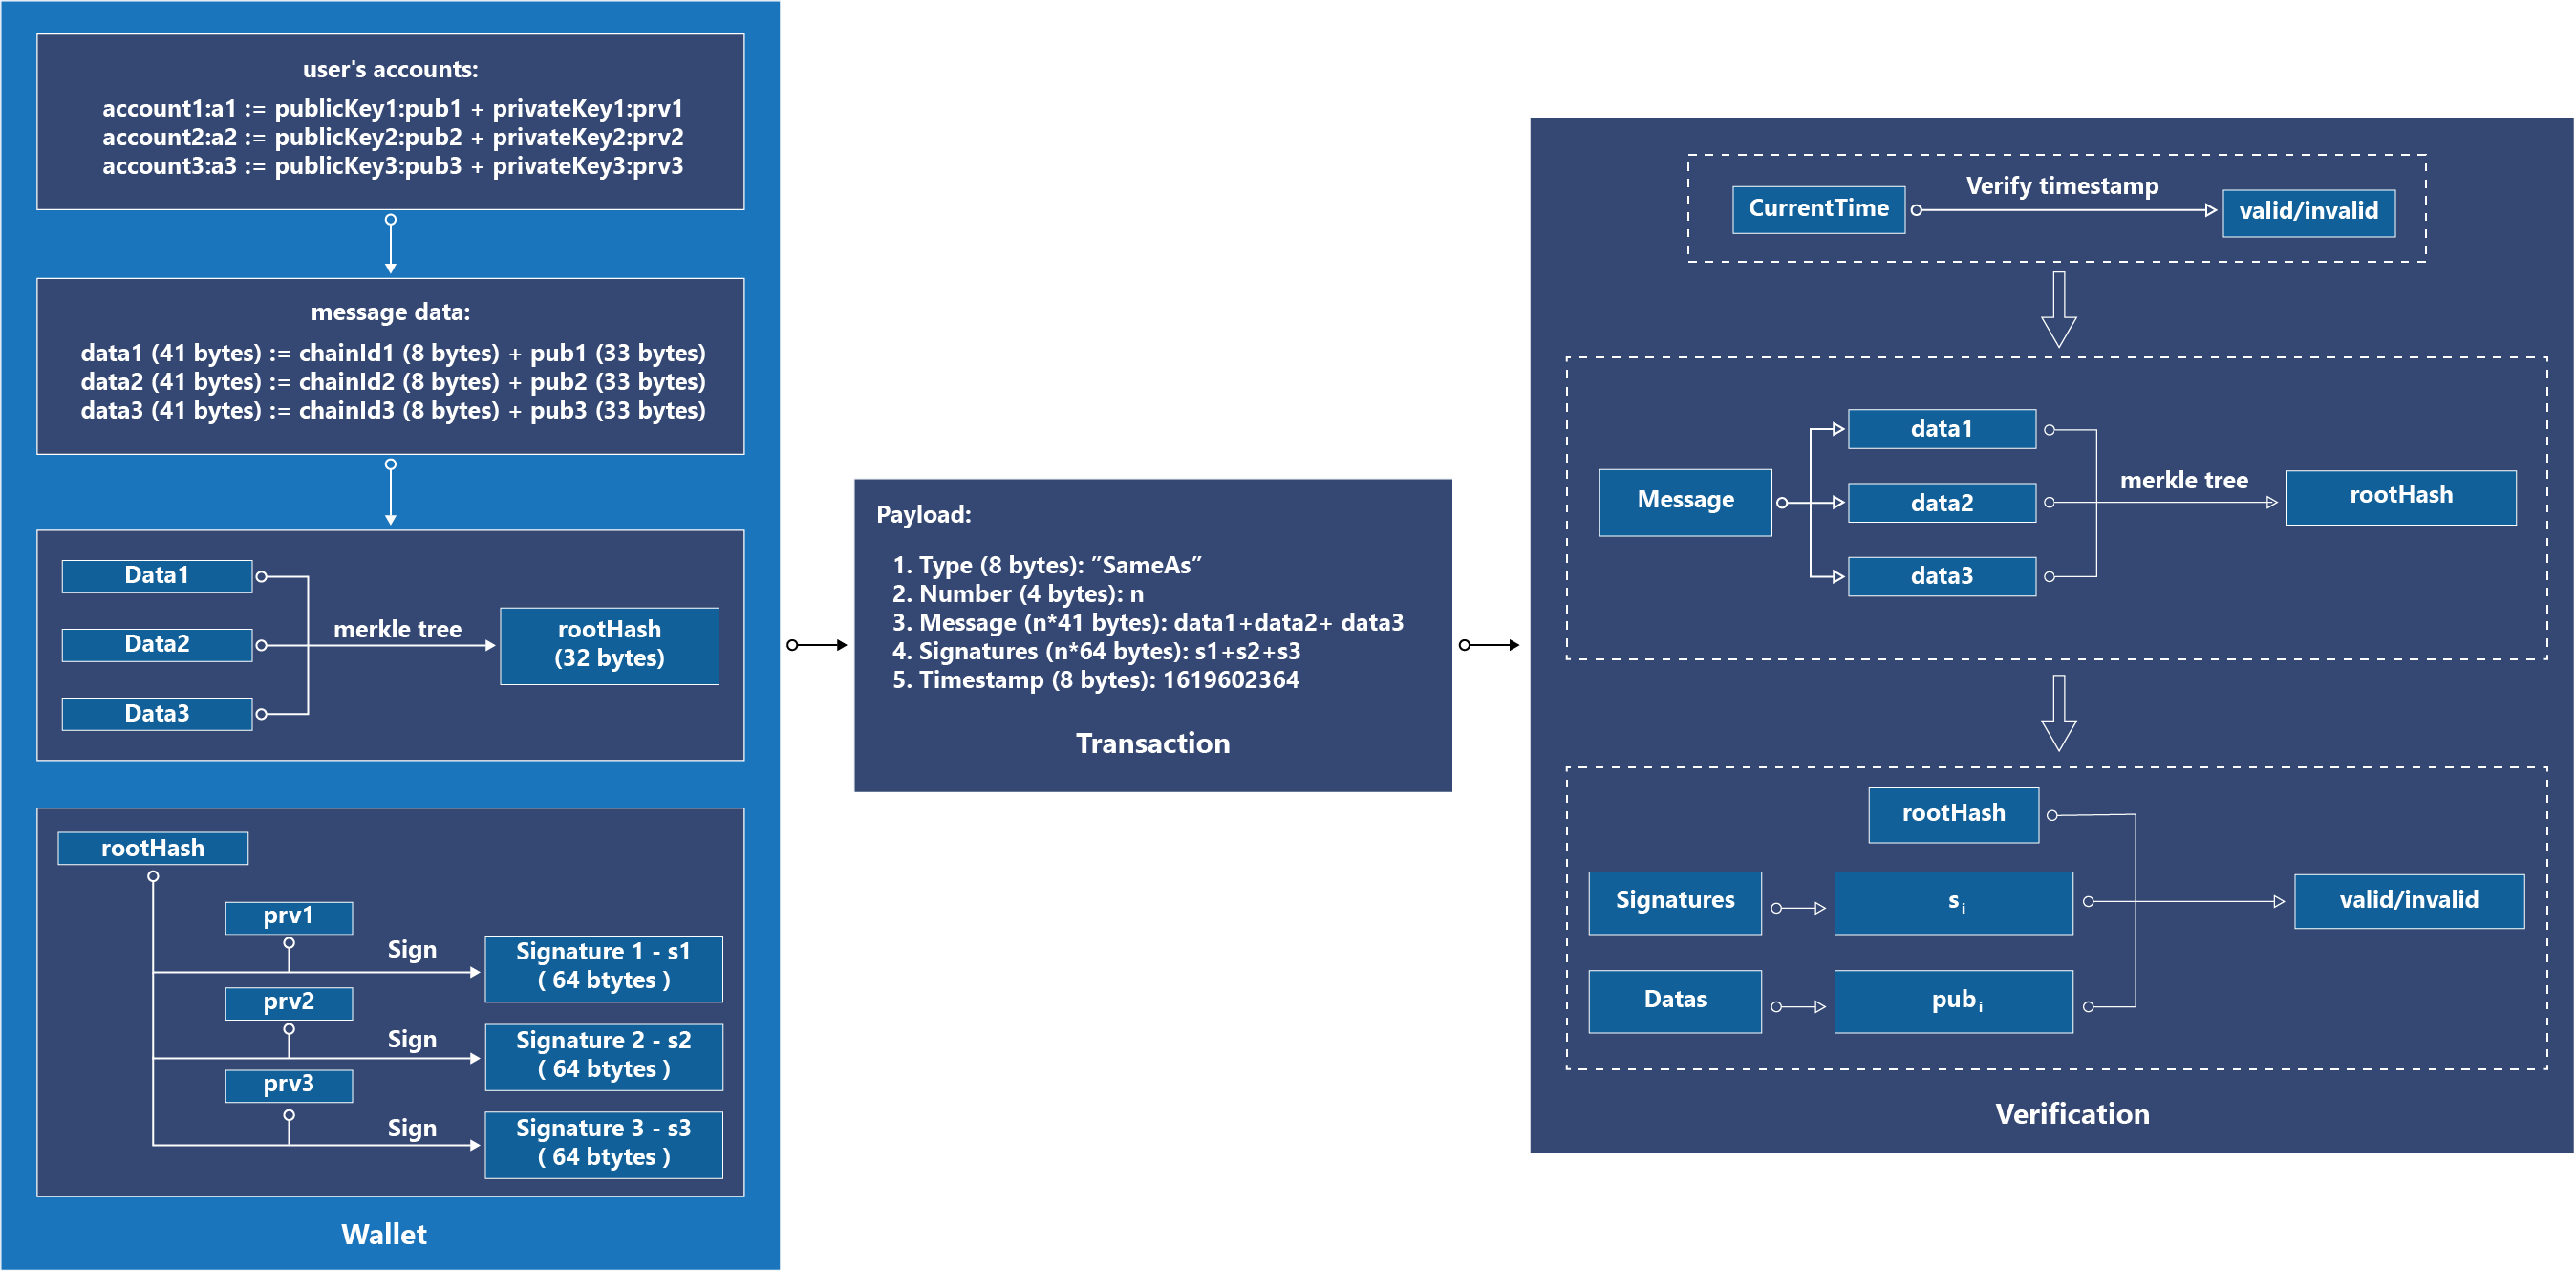 user's accounts:
account1:a1 := publicKey1:pub1 + privateKey1:prv1
account2:a2 := publicKey2:pub2 + privateKey2:prv2
account3:a3 := publicKey3:pub3 + privateKey3:prv3
message data:
data1 (41 bytes) := chainId1 (8 bytes) + pub1 (33 bytes)
data2 (41 bytes) := chainId2 (8 bytes) + pub2 (33 bytes)
data3 (41 bytes) := chainId3 (8 bytes) + pub3 (33 bytes)
Data1
Data2
Data3
merkle tree
rootHash
(32 bytes)
rootHash
prv1
Sign
Signature 1 - s1
( 64 btytes )
prv2
Sign
Signature 2 - s2
( 64 btytes )
prv3
Sign
Signature 3 - s3
( 64 btytes )
Wallet
Payload:
1. Type (8 bytes): ”SameAs”
2. Number (4 bytes): n
3. Message (n*41 bytes): data1+data2+ data3
4. Signatures (n*64 bytes): s1+s2+s3
5. Timestamp (8 bytes): 1619602364
Transaction
CurrentTime
Verify timestamp
valid/invalid
Message
data1
data2
data3
merkle tree
rootHash
rootHash
Signatures
s i
valid/invalid
Datas
pub i
Verification